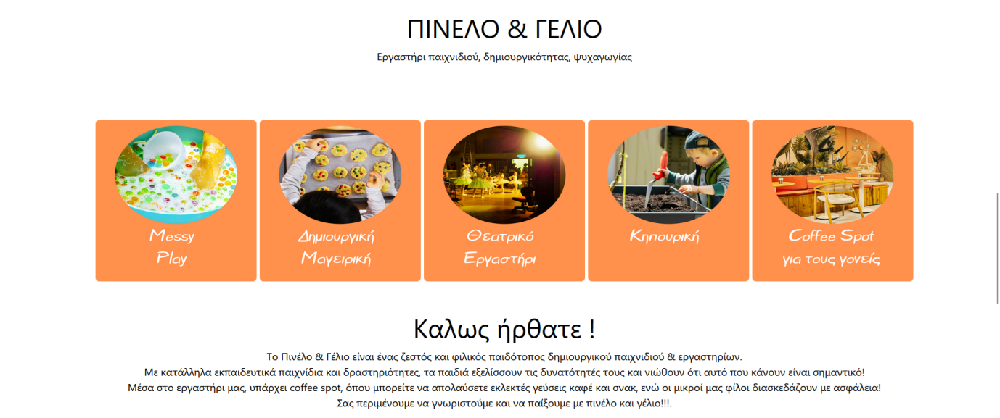 ΠΙΝΕΛΟ & ΓΕΛΙΟ
Εργαστήρι παιχνιδιού, δημιουργικότητας, ψυχαγωγίας
Messy
Play
Δημιουργική
Μαγειρική
Θεατρικό
Εργαστήρι
Κηπουρική
Coffee Spot
για τους γονείς
Καλως ήρθατε !
Το Πινέλο & Γέλιο είναι ένας ζεστός και φιλικός παιδότοπος δημιουργικού παιχνιδιού & εργαστηρίων.
Με κατάλληλα εκπαιδευτικά παιχνίδια και δραστηριότητες, τα παιδιά εξελίσσουν τις δυνατότητές τους και νιώθουν ότι αυτό που κάνουν είναι σημαντικό!
Μέσα στο εργαστήρι μας, υπάρχει coffee spot, όπου μπορείτε να απολαύσετε εκλεκτές γεύσεις καφέ και σνακ, ενώ οι μικροί μας φίλοι διασκεδάζουν με ασφάλεια!
Σας περιμένουμε να γνωριστούμε και να παίξουμε με πινέλο και γέλιο!!!.